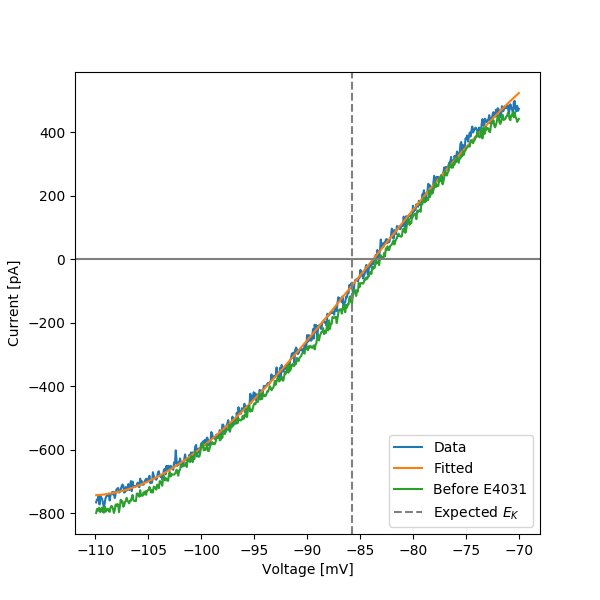 400
200
0
−200
−400
−600
−800
Current [pA]
Data
Fitted
Before E4031
Expected E_K
−110 −105 −100 −95 −90 −85 −80 −75 −70
Voltage [mV]